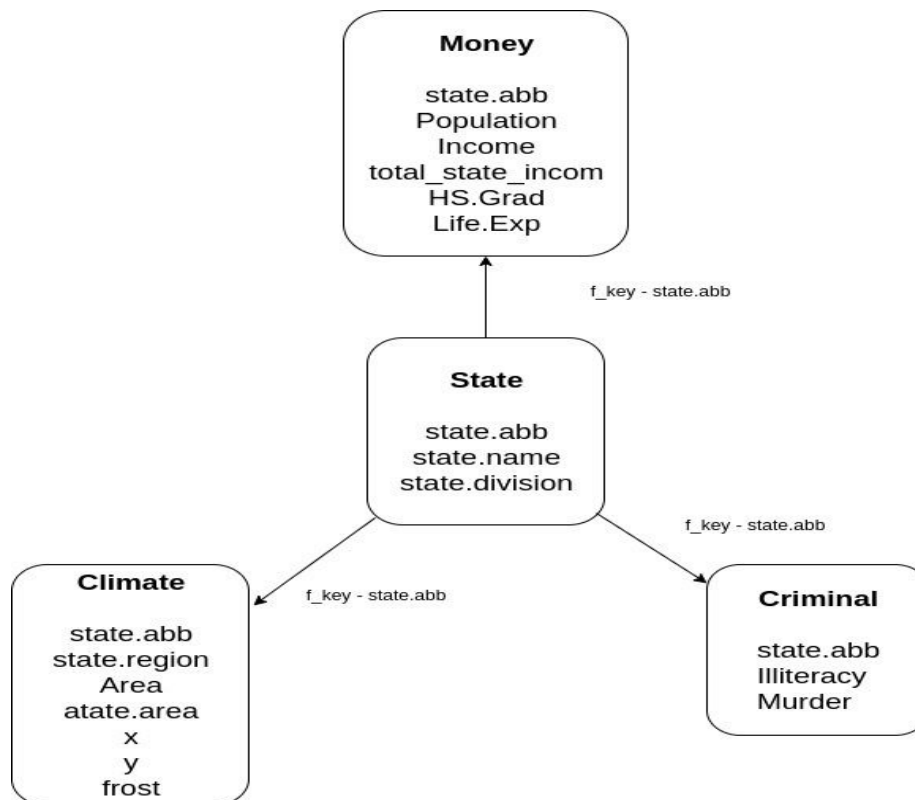 Money
state.abb
Population
Income
total_state_incom
HS.Grad
Life.Exp
f_key - state.abb
State
state.abb
state.name
state.division
f_key - state.abb
f_key - state.abb
Climate
state.abb
state.region
Area
atate.area
x
y
frost
Criminal
state.abb
Illiteracy
Murder